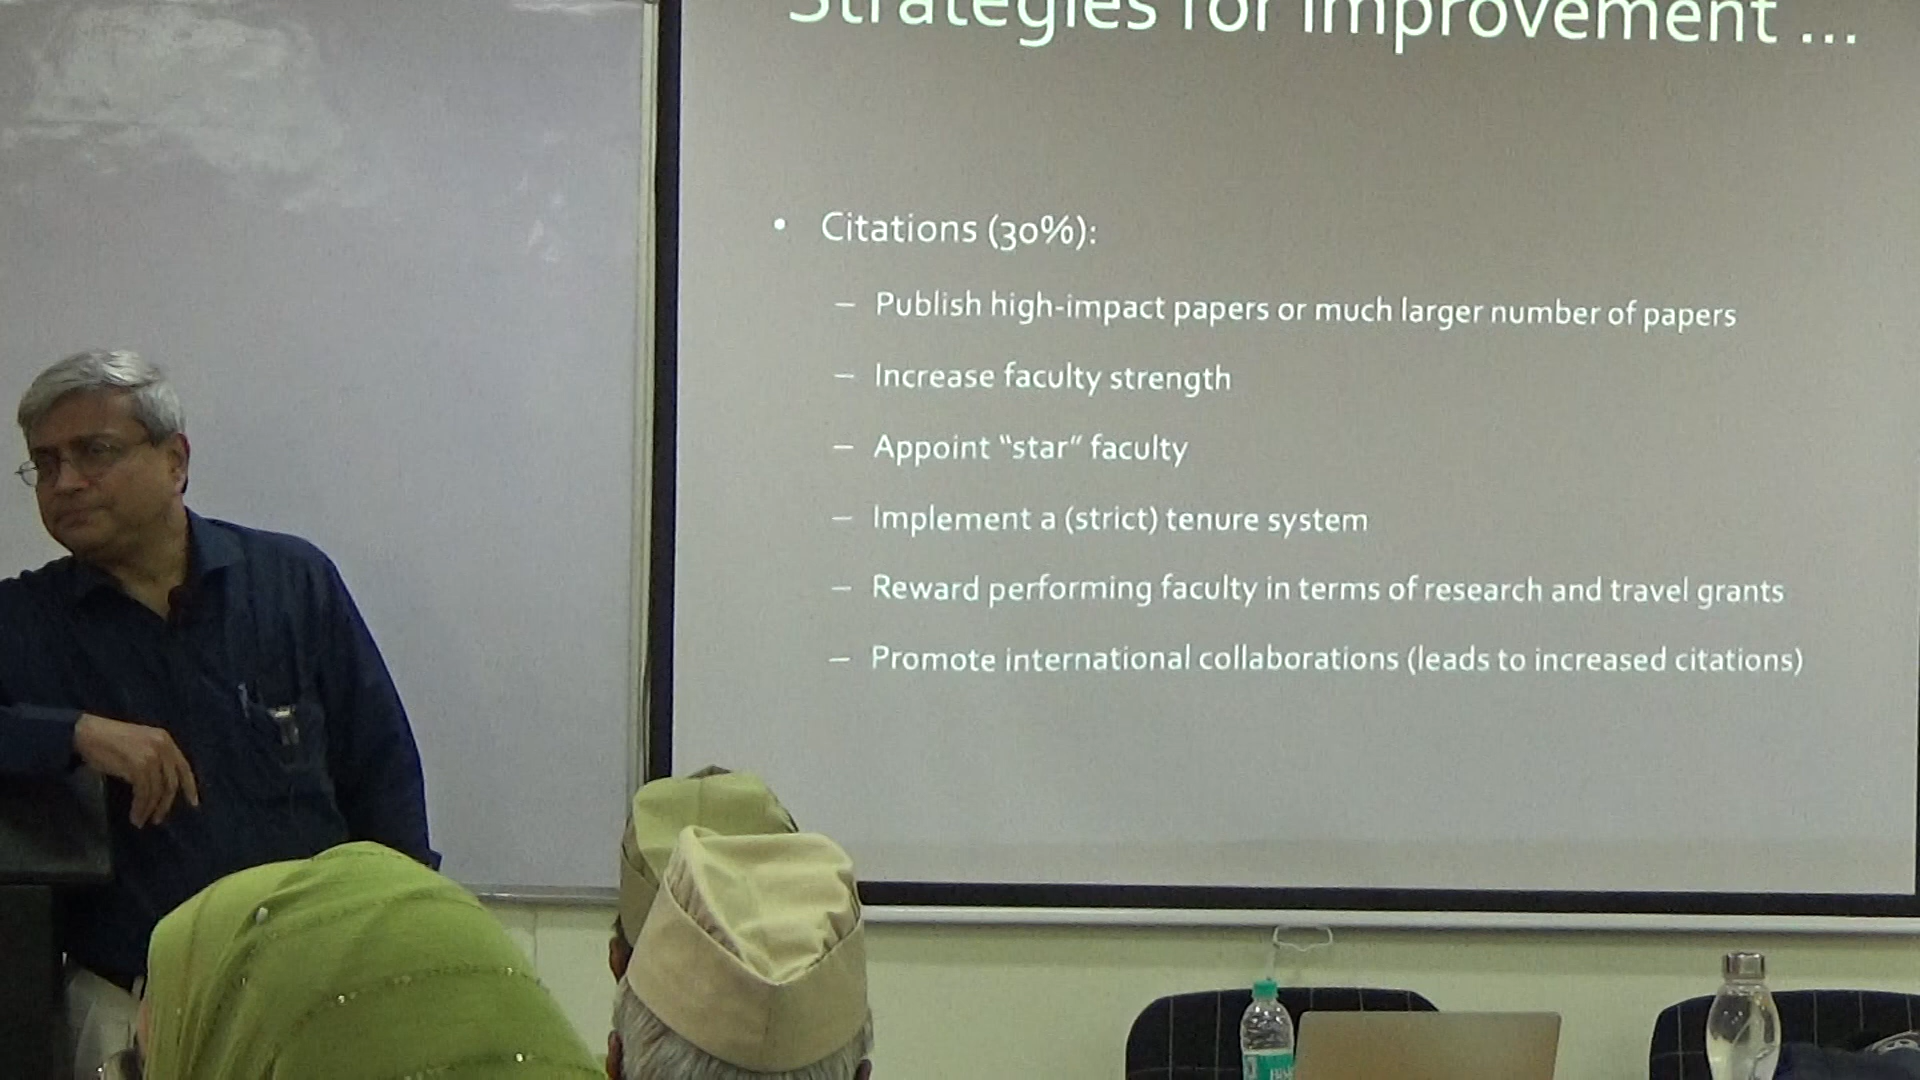 Strategies for improvement ...
• Citations (30%):
– Publish high-impact papers or much larger number of papers
– Increase faculty strength
– Appoint “star” faculty
– Implement a (strict) tenure system
– Reward performing faculty in terms of research and travel grants
– Promote international collaborations (leads to increased citations)